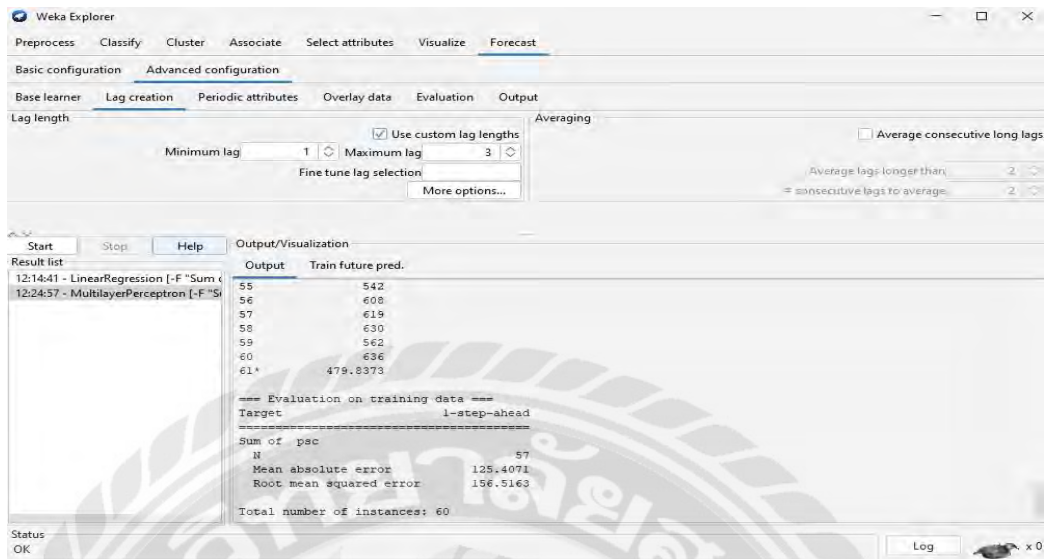 Weka Explorer
Preprocess Classify Cluster Associate Select attributes Visualize Forecast
Basic configuration Advanced configuration
Base learner Lag creation Periodic attributes Overlay data Evaluation Output
Lag length
Use custom lag lengths
Minimum lag 1 Maximum lag 3
Fine tune lag selection
More options...
Averaging
Average consecutive long lags
Average lags longer than 2
# consecutive lags to average 2
Start Stop Help
Result list
12:14:41 - LinearRegression [-F "Sum
12:24:57 - MultilayerPerceptron [-F "S
Output/Visualization
Output Train future pred.
55 542
56 608
57 619
58 630
59 562
60 636
61* 479.8373
=== Evaluation on training data ===
Target 1-step-ahead
=========================================
Sum of psc
N 57
Mean absolute error 125.4071
Root mean squared error 156.5163
Total number of instances: 60
Status
OK
Log x 0